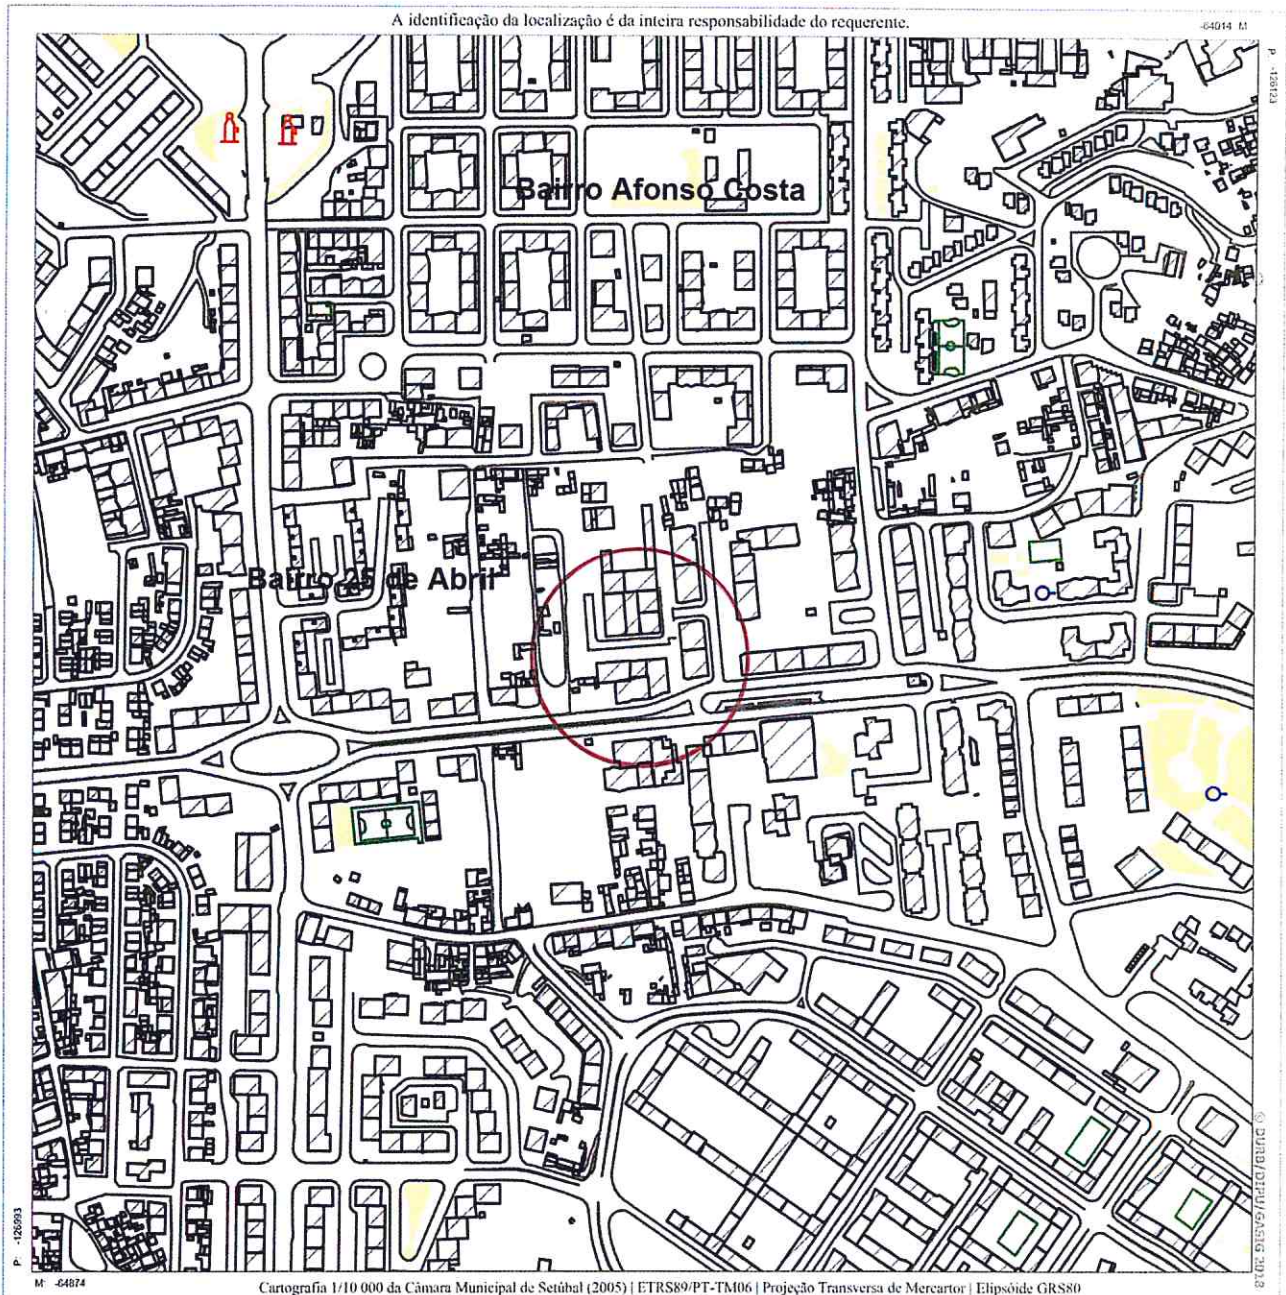 A identificação da localização é da inteira responsabilidade do requerente.
-64014 M
P: -126123
Bairro Afonso Costa
Bairro 25 de Abril
© DURB/DIPU/GASIG 2018
P: -126993
M: -64874
Cartografia 1/10 000 da Câmara Municipal de Setúbal (2005) | ETRS89/PT-TM06 | Projeção Transversa de Mercartor | Elipsóide GRS80